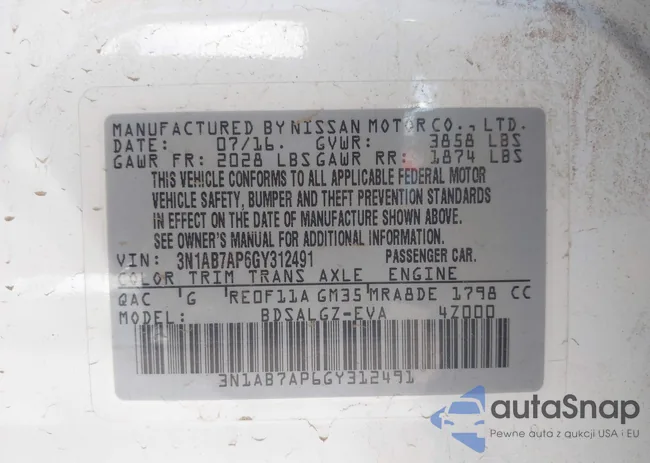 MANUFACTURED BY NISSAN MOTOR CO., LTD.
DATE: 07/16. GVWR: 3858 LBS
GAWR FR: 2028 LBS GAWR RR: 1874 LBS
THIS VEHICLE CONFORMS TO ALL APPLICABLE FEDERAL MOTOR
VEHICLE SAFETY, BUMPER AND THEFT PREVENTION STANDARDS
IN EFFECT ON THE DATE OF MANUFACTURE SHOWN ABOVE.
SEE OWNER'S MANUAL FOR ADDITIONAL INFORMATION.
VIN: 3N1AB7AP6GY312491 PASSENGER CAR
COLOR TRIM TRANS AXLE ENGINE
QAC G RE0F11A GM35 MRA8DE 1798 CC
MODEL: BDSALGZ-EVA 4Z000
3N1AB7AP6GY312491
autaSnap
Pewne auta z aukcji USA i EU